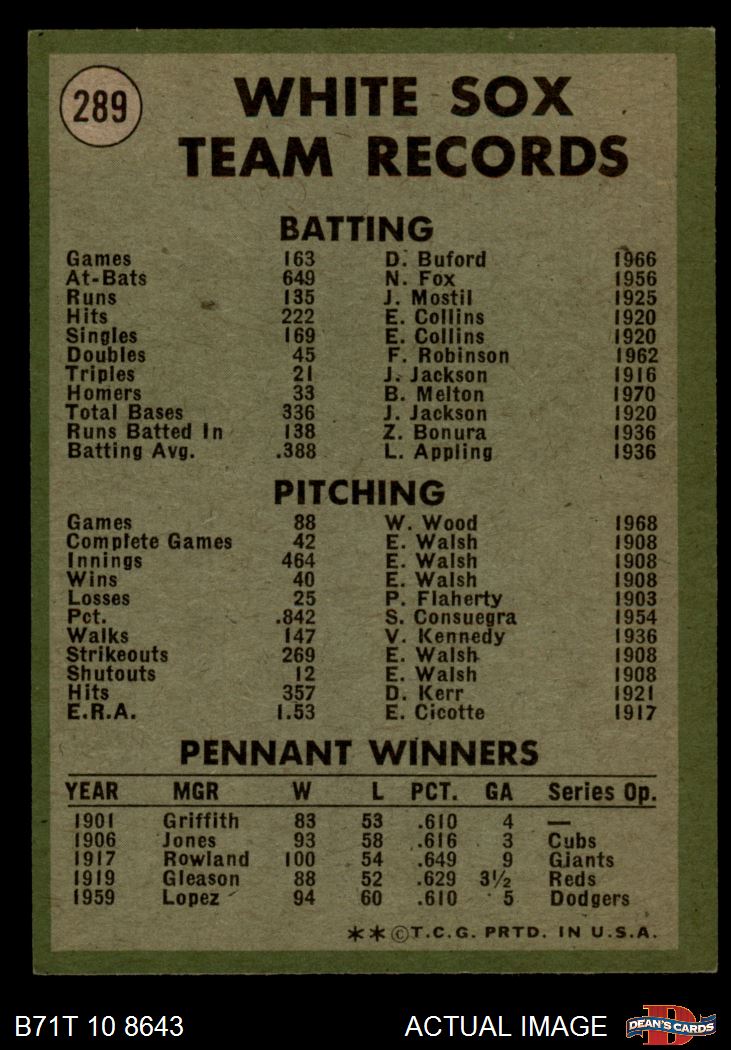 289
WHITE SOX
TEAM RECORDS
BATTING
Games 163 D. Buford 1966
At-Bats 649 N. Fox 1956
Runs 135 J. Mostil 1925
Hits 222 E. Collins 1920
Singles 169 E. Collins 1920
Doubles 45 F. Robinson 1962
Triples 21 J. Jackson 1916
Homers 33 B. Melton 1970
Total Bases 336 J. Jackson 1920
Runs Batted In 138 Z. Bonura 1936
Batting Avg. .388 L. Appling 1936
PITCHING
Games 88 W. Wood 1968
Complete Games 42 E. Walsh 1908
Innings 464 E. Walsh 1908
Wins 40 E. Walsh 1908
Losses 25 P. Flaherty 1903
Pct. .842 S. Consuegra 1954
Walks 147 V. Kennedy 1936
Strikeouts 269 E. Walsh 1908
Shutouts 12 E. Walsh 1908
Hits 357 D. Kerr 1921
E.R.A. 1.53 E. Cicotte 1917
PENNANT WINNERS
YEAR MGR W L PCT. GA Series Op.
1901 Griffith 83 53 .610 4 —
1906 Jones 93 58 .616 3 Cubs
1917 Rowland 100 54 .649 9 Giants
1919 Gleason 88 52 .629 3½ Reds
1959 Lopez 94 60 .610 5 Dodgers
**©T.C.G. PRTD. IN U.S.A.
B71T 10 8643 ACTUAL IMAGE D DEAN'S CARDS